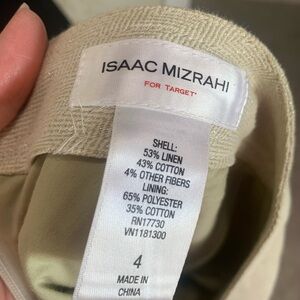 ISAAC MIZRAHI
FOR TARGET*
SHELL:
53% LINEN
43% COTTON
4% OTHER FIBERS
LINING:
65% POLYESTER
35% COTTON
RN17730
VN1181300
4
MADE IN
CHINA